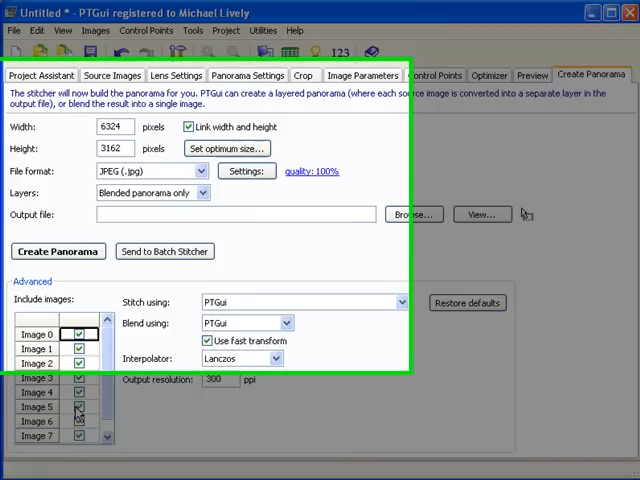 Untitled * - PTGui registered to Michael Lively
File Edit View Images Control Points Tools Project Utilities Help
123
Project Assistant Source Images Lens Settings Panorama Settings Crop Image Parameters Control Points Optimizer Preview Create Panorama
The stitcher will now build the panorama for you. PTGui can create a layered panorama (where each source image is converted into a separate layer in the
output file), or blend the result into a single image.
Width: 6324 pixels Link width and height
Height: 3162 pixels Set optimum size...
File format: JPEG (.jpg) Settings: quality: 100%
Layers: Blended panorama only
Output file: Browse... View...
Create Panorama Send to Batch Stitcher
Advanced
Include images: Stitch using: PTGui Restore defaults
Image 0 Blend using: PTGui
Image 1 Use fast transform
Image 2 Interpolator: Lanczos
Image 3 Output resolution: 300 ppi
Image 4
Image 5
Image 6
Image 7